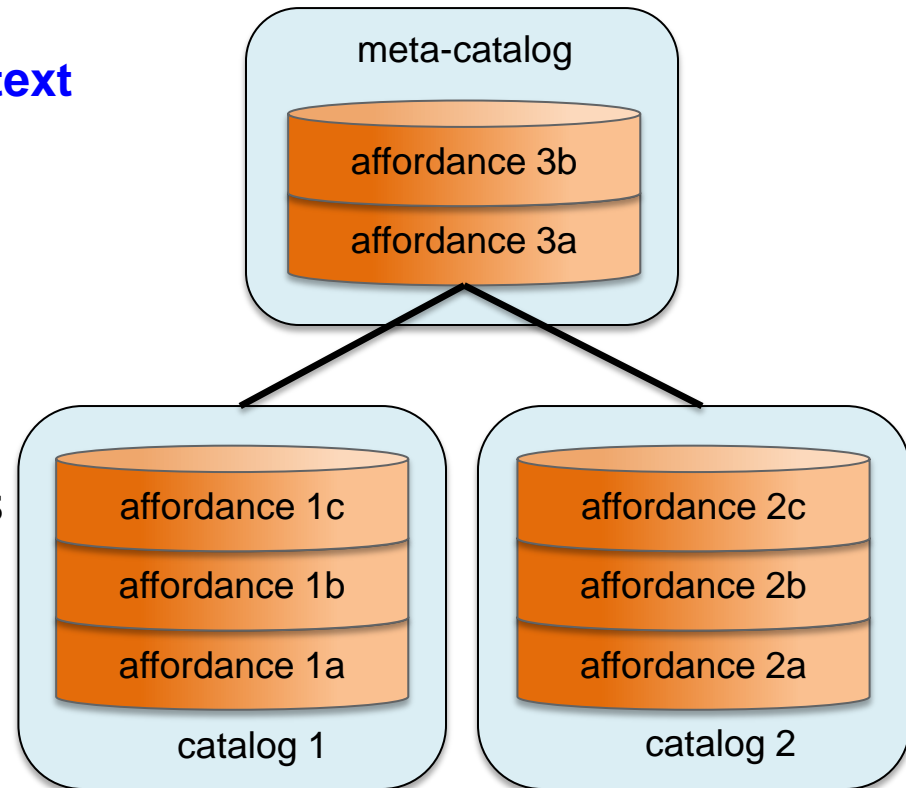 meta-catalog
text
affordance 3b
affordance 3a
s
affordance 1c
affordance 1b
affordance 1a
catalog 1
affordance 2c
affordance 2b
affordance 2a
catalog 2